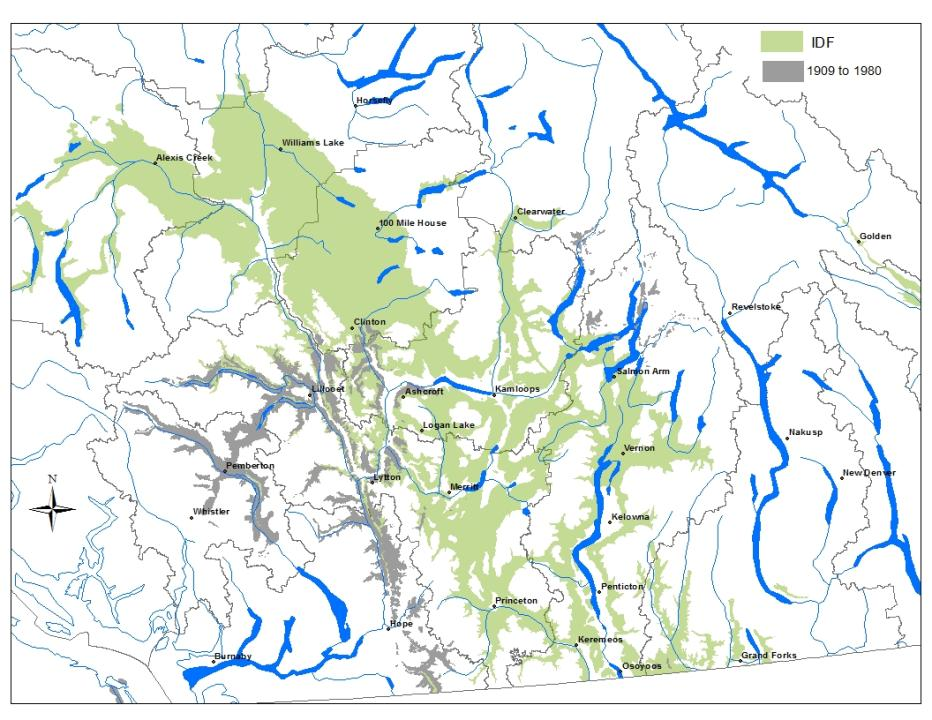 IDF
1909 to 1980
Horsefly
Williams Lake
Alexis Creek
Clearwater
100 Mile House
Golden
Revelstoke
Clinton
Salmon Arm
Lillooet
Ashcroft
Kamloops
Logan Lake
Nakusp
Vernon
Pemberton
New Denver
Lytton
N
Merritt
Whistler
Kelowna
Penticton
Princeton
Hope
Keremeos
Burnaby
Grand Forks
Osoyoos